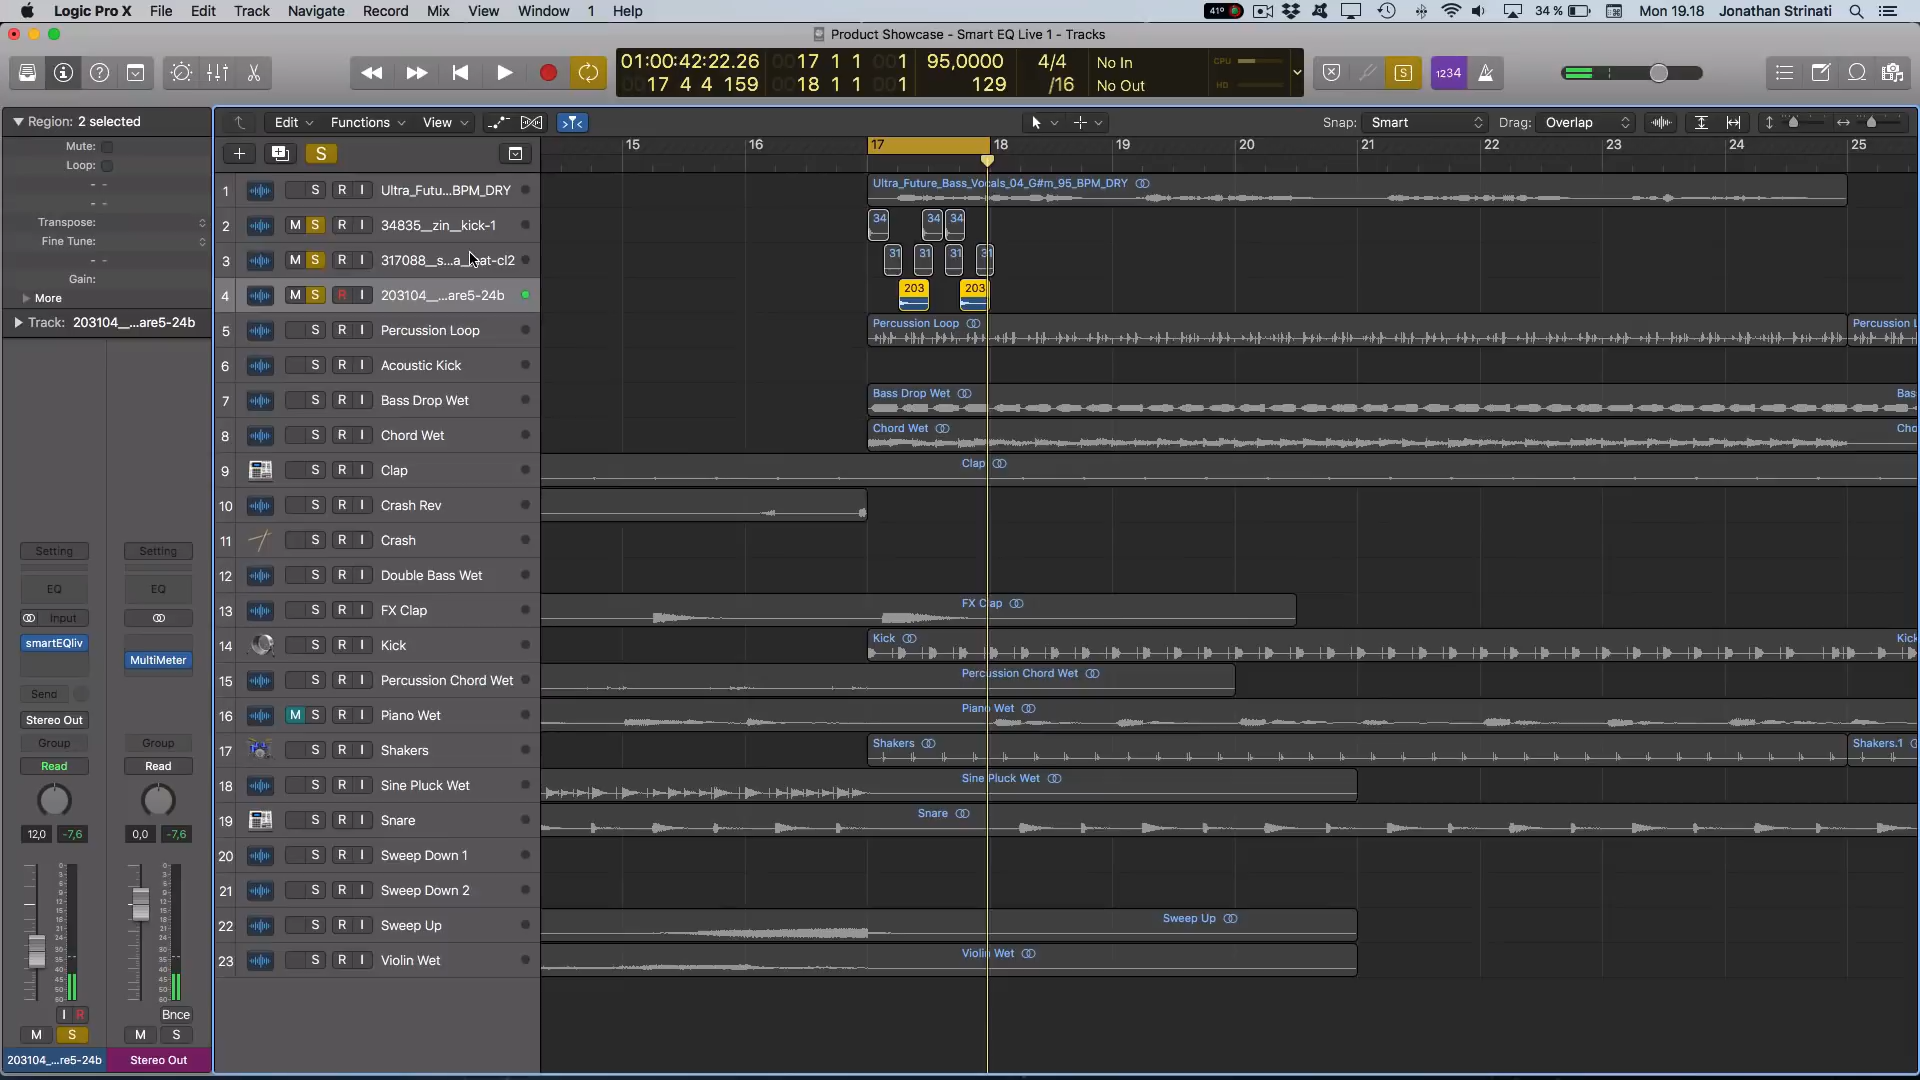 Logic Pro X File Edit Track Navigate Record Mix View Window 1 Help 41° 34 % Mon 19.18 Jonathan Strinati
Product Showcase - Smart EQ Live 1 - Tracks
01:00:42:22.26 17 1 1 1 95,0000 4/4 No In CPU
17 4 4 159 18 1 1 1 129 /16 No Out HD
S 1234
Region: 2 selected
Edit Functions View Snap: Smart Drag: Overlap
Mute:
Loop:
Transpose:
Fine Tune:
Gain:
More
Track: 203104__...are5-24b
S
15 16 17 18 19 20 21 22 23 24 25
1 S R I Ultra_Futu...BPM_DRY
Ultra_Future_Bass_Vocals_04_G#m_95_BPM_DRY
2 M S R I 34835__zin__kick-1
34 34 34
3 M S R I 317088__s...a__at-cl2
31 31 31 31
4 M S R I 203104__...are5-24b
203 203
5 S R I Percussion Loop
Percussion Loop Percussion L
6 S R I Acoustic Kick
7 S R I Bass Drop Wet
Bass Drop Wet Bas
8 S R I Chord Wet
Chord Wet Cho
9 S R I Clap
Clap
10 S R I Crash Rev
11 S R I Crash
12 S R I Double Bass Wet
13 S R I FX Clap
FX Clap
14 S R I Kick
Kick Kick
15 S R I Percussion Chord Wet
Percussion Chord Wet
16 M S R I Piano Wet
Piano Wet
17 S R I Shakers
Shakers Shakers.1
18 S R I Sine Pluck Wet
Sine Pluck Wet
19 S R I Snare
Snare
20 S R I Sweep Down 1
21 S R I Sweep Down 2
22 S R I Sweep Up
Sweep Up
23 S R I Violin Wet
Violin Wet
Setting Setting
EQ EQ
Input
smartEQliv
MultiMeter
Send
Stereo Out
Group Group
Read Read
12,0 -7,6 0,0 -7,6
I R Bnce
M S M S
203104_...re5-24b Stereo Out